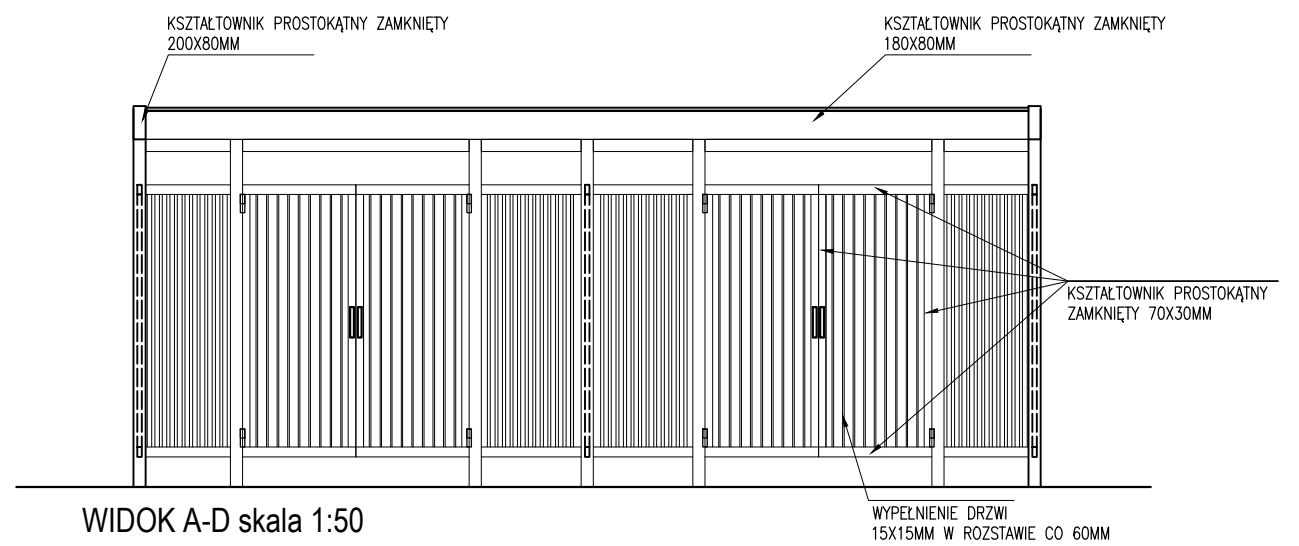 KSZTAŁTOWNIK PROSTOKĄTNY ZAMKNIĘTY
200X80MM
KSZTAŁTOWNIK PROSTOKĄTNY ZAMKNIĘTY
180X80MM
KSZTAŁTOWNIK PROSTOKĄTNY
ZAMKNIĘTY 70X30MM
WIDOK A-D skala 1:50
WYPEŁNIENIE DRZWI
15X15MM W ROZSTAWIE CO 60MM